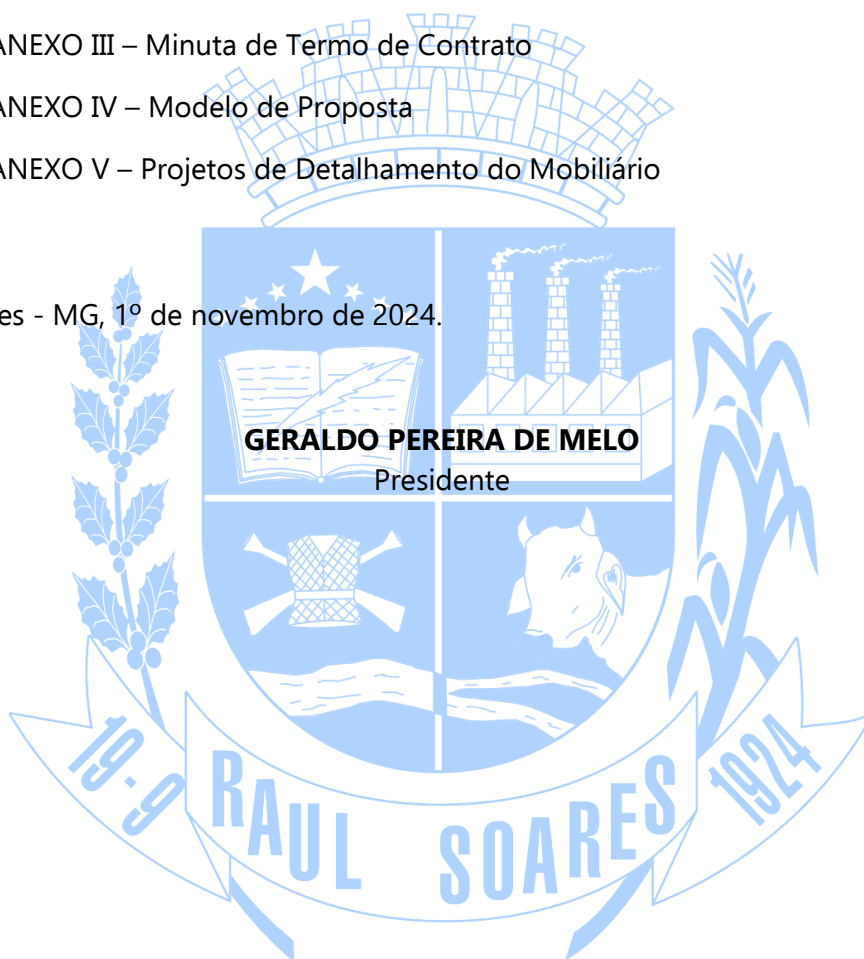 ANEXO III – Minuta de Termo de Contrato
ANEXO IV – Modelo de Proposta
ANEXO V – Projetos de Detalhamento do Mobiliário
es - MG, 1º de novembro de 2024.
GERALDO PEREIRA DE MELO
Presidente
19-9 RAUL SOARES 1924